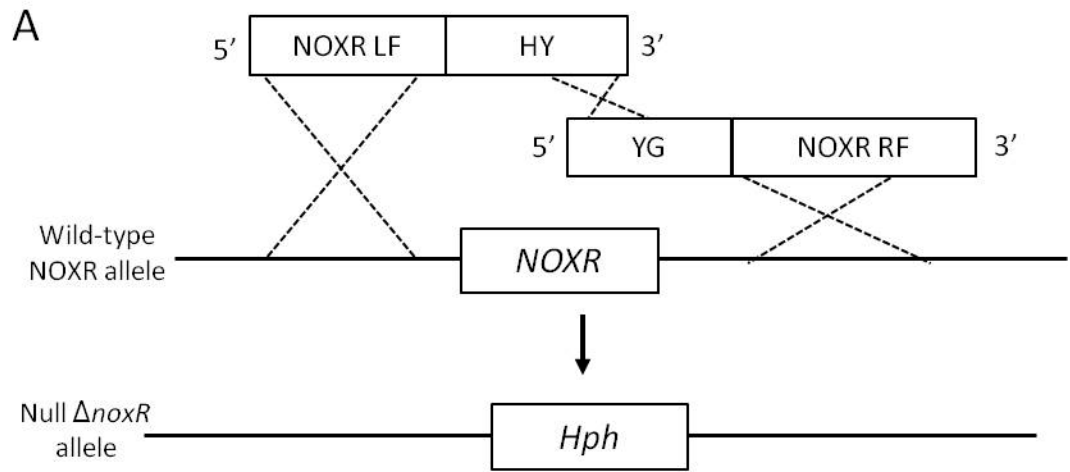 A
5’ NOXR LF HY 3’
5’ YG NOXR RF 3’
Wild-type
NOXR allele
NOXR
Null ΔnoxR
allele
Hph